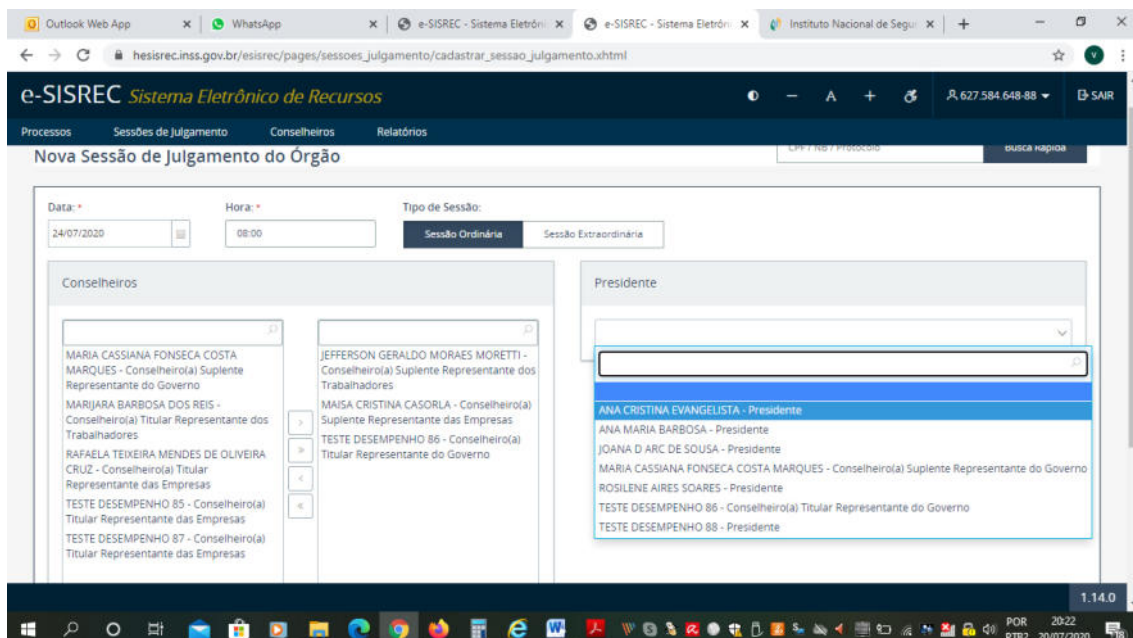 Outlook Web App
WhatsApp
e-SISREC - Sistema Eletrôni
e-SISREC - Sistema Eletrôni
Instituto Nacional de Segur
hesisrec.inss.gov.br/esisrec/pages/sessoes_julgamento/cadastrar_sessao_julgamento.xhtml
V
e-SISREC Sistema Eletrônico de Recursos
A
627.584.648-88
SAIR
Processos Sessões de Julgamento Conselheiros Relatórios
Nova Sessão de Julgamento do Órgão
CPF / NB / Protocolo
Busca Rápida
Data: * Hora: * Tipo de Sessão:
24/07/2020 08:00 Sessão Ordinária Sessão Extraordinária
Conselheiros
MARIA CASSIANA FONSECA COSTA
MARQUES - Conselheiro(a) Suplente
Representante do Governo
MARIJARA BARBOSA DOS REIS -
Conselheiro(a) Titular Representante dos
Trabalhadores
RAFAELA TEIXEIRA MENDES DE OLIVEIRA
CRUZ - Conselheiro(a) Titular
Representante das Empresas
TESTE DESEMPENHO 85 - Conselheiro(a)
Titular Representante das Empresas
TESTE DESEMPENHO 87 - Conselheiro(a)
Titular Representante das Empresas
>
»
<
«
JEFFERSON GERALDO MORAES MORETTI -
Conselheiro(a) Suplente Representante dos
Trabalhadores
MAISA CRISTINA CASORLA - Conselheiro(a)
Suplente Representante das Empresas
TESTE DESEMPENHO 86 - Conselheiro(a)
Titular Representante do Governo
Presidente
ANA CRISTINA EVANGELISTA - Presidente
ANA MARIA BARBOSA - Presidente
JOANA D ARC DE SOUSA - Presidente
MARIA CASSIANA FONSECA COSTA MARQUES - Conselheiro(a) Suplente Representante do Governo
ROSILENE AIRES SOARES - Presidente
TESTE DESEMPENHO 86 - Conselheiro(a) Titular Representante do Governo
TESTE DESEMPENHO 88 - Presidente
1.14.0
POR 20:22
PTB2 20/07/2020